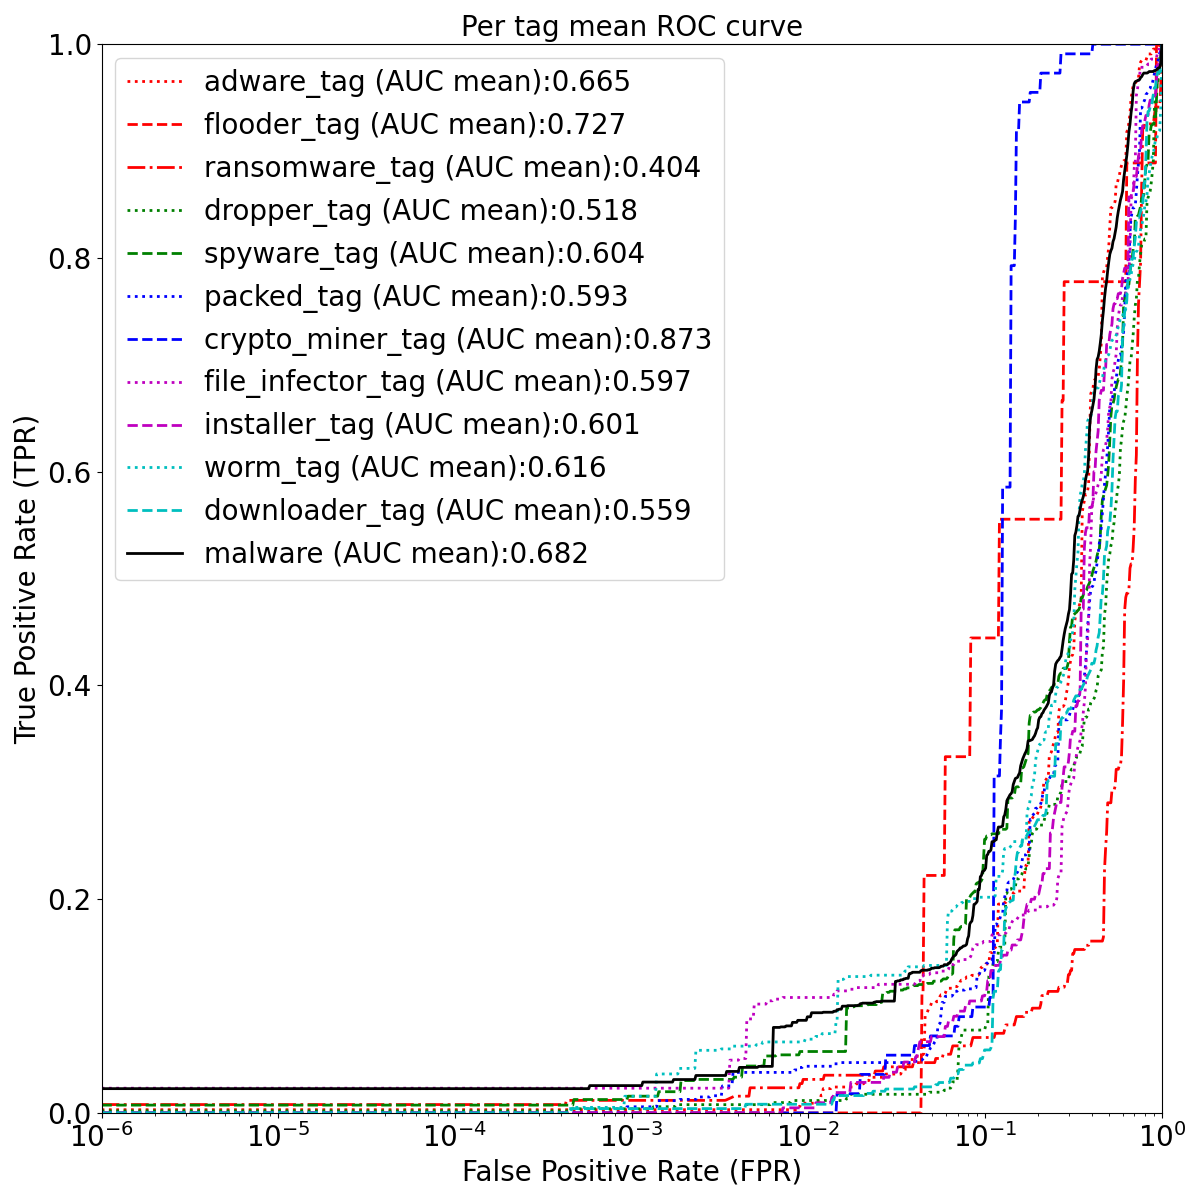 Per tag mean ROC curve
1.0
0.8
0.6
0.4
0.2
0.0
True Positive Rate (TPR)
adware_tag (AUC mean):0.665
flooder_tag (AUC mean):0.727
ransomware_tag (AUC mean):0.404
dropper_tag (AUC mean):0.518
spyware_tag (AUC mean):0.604
packed_tag (AUC mean):0.593
crypto_miner_tag (AUC mean):0.873
file_infector_tag (AUC mean):0.597
installer_tag (AUC mean):0.601
worm_tag (AUC mean):0.616
downloader_tag (AUC mean):0.559
malware (AUC mean):0.682
10⁻⁶ 10⁻⁵ 10⁻⁴ 10⁻³ 10⁻² 10⁻¹ 10⁰
False Positive Rate (FPR)